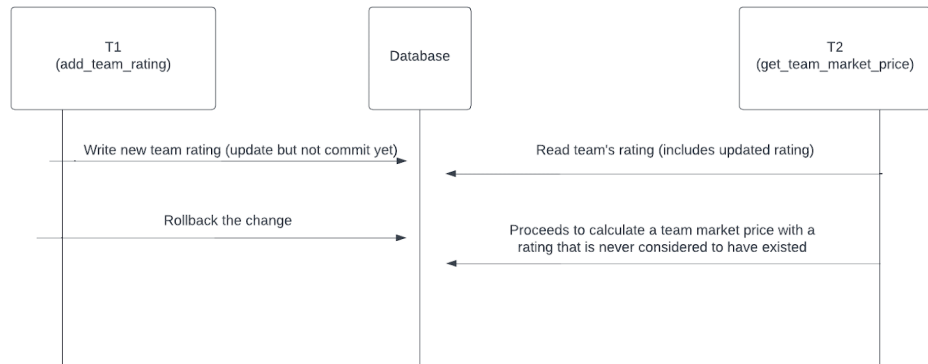 T1
(add_team_rating)
Database
T2
(get_team_market_price)
Write new team rating (update but not commit yet)
Read team's rating (includes updated rating)
Rollback the change
Proceeds to calculate a team market price with a
rating that is never considered to have existed